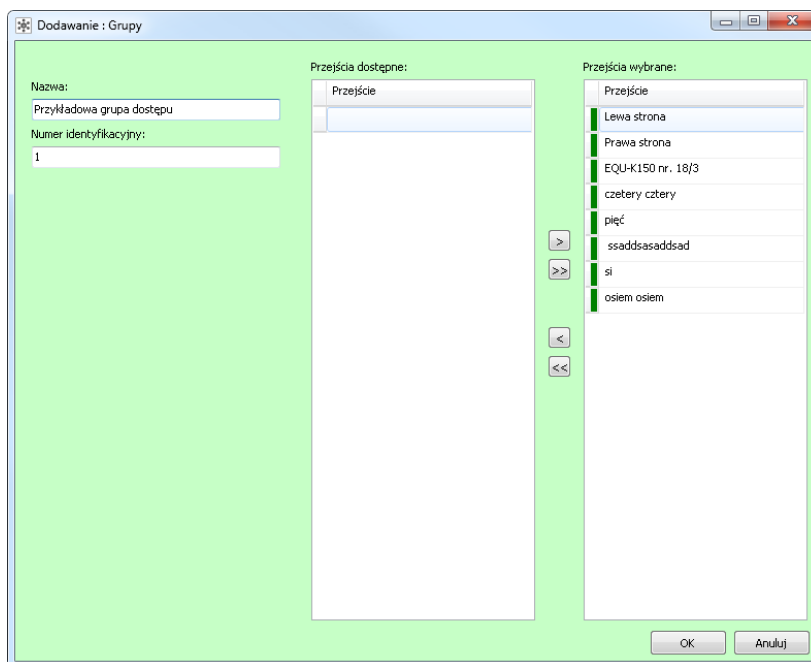 Dodawanie : Grupy
Nazwa:
Przykładowa grupa dostępu
Numer identyfikacyjny:
1
Przejścia dostępne:
Przejście
>
>>
<
<<
Przejścia wybrane:
Przejście
Lewa strona
Prawa strona
EQU-K150 nr. 18/3
czetery cztery
pięć
ssaddsasaddsad
si
osiem osiem
OK
Anuluj